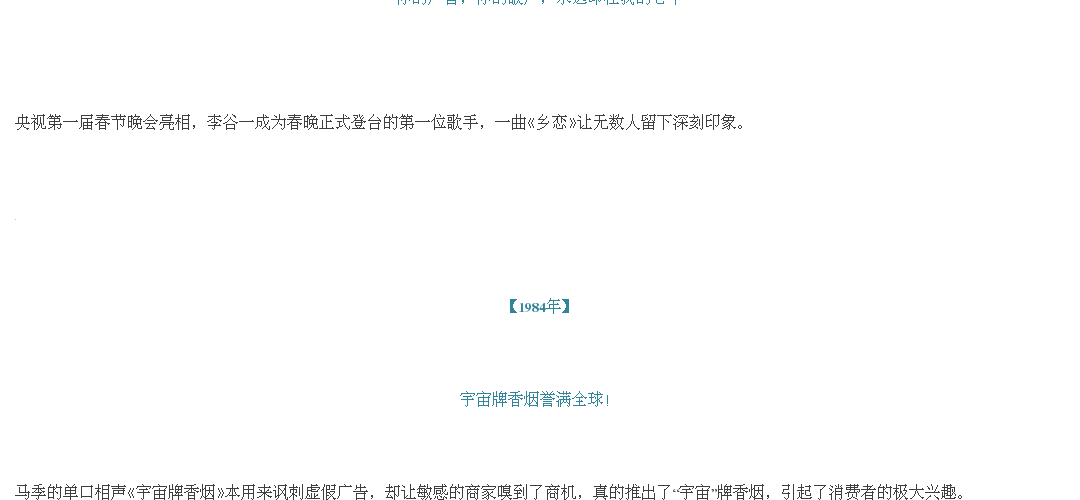 央视第一届春节晚会亮相，李谷一成为春晚正式登台的第一位歌手，一曲《乡恋》让无数人留下深刻印象。
【1984年】
宇宙牌香烟誉满全球！
马季的单口相声《宇宙牌香烟》本用来讽刺虚假广告，却让敏感的商家嗅到了商机，真的推出了“宇宙”牌香烟，引起了消费者的极大兴趣。